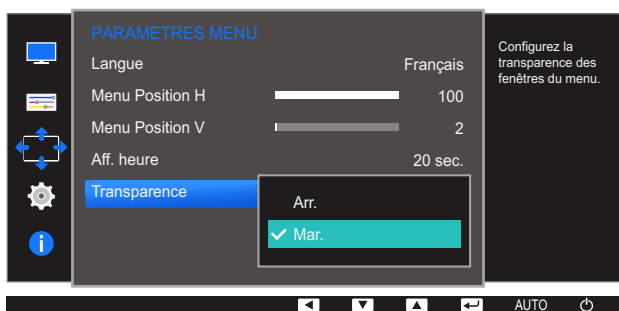 PARAMETRES MENU
Langue Français
Menu Position H 100
Menu Position V 2
Aff. heure 20 sec.
Transparence
Arr.
Mar.
Configurez la
transparence des
fenêtres du menu.
AUTO